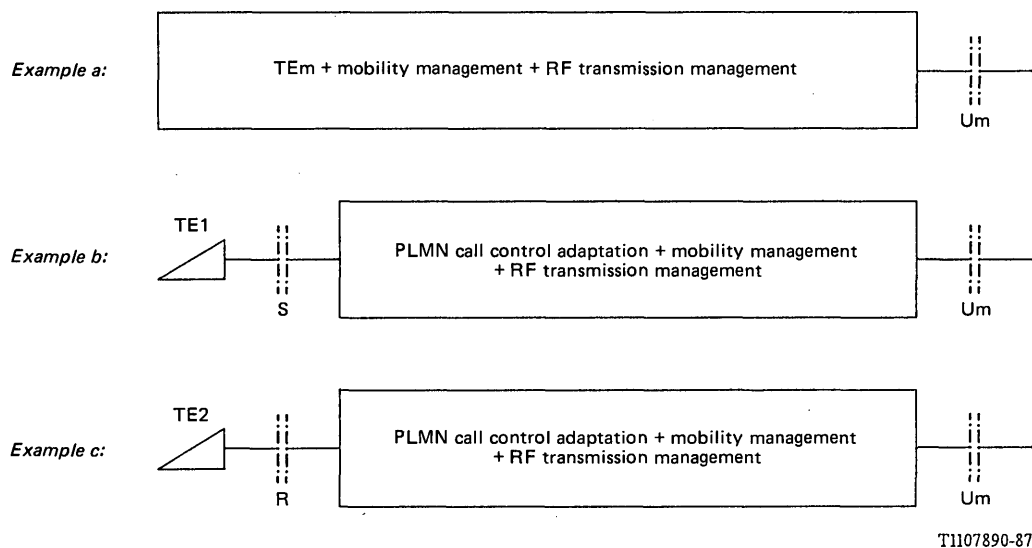 Example a:
TEm + mobility management + RF transmission management
Um
Example b:
TE1
S
PLMN call control adaptation + mobility management
+ RF transmission management
Um
Example c:
TE2
R
PLMN call control adaptation + mobility management
+ RF transmission management
Um
T1107890-87